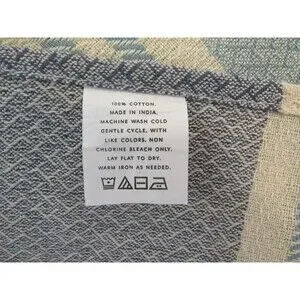 100% COTTON.
MADE IN INDIA.
MACHINE WASH COLD
GENTLE CYCLE, WITH
LIKE COLORS. NON
CHLORINE BLEACH ONLY.
LAY FLAT TO DRY.
WARM IRON AS NEEDED.